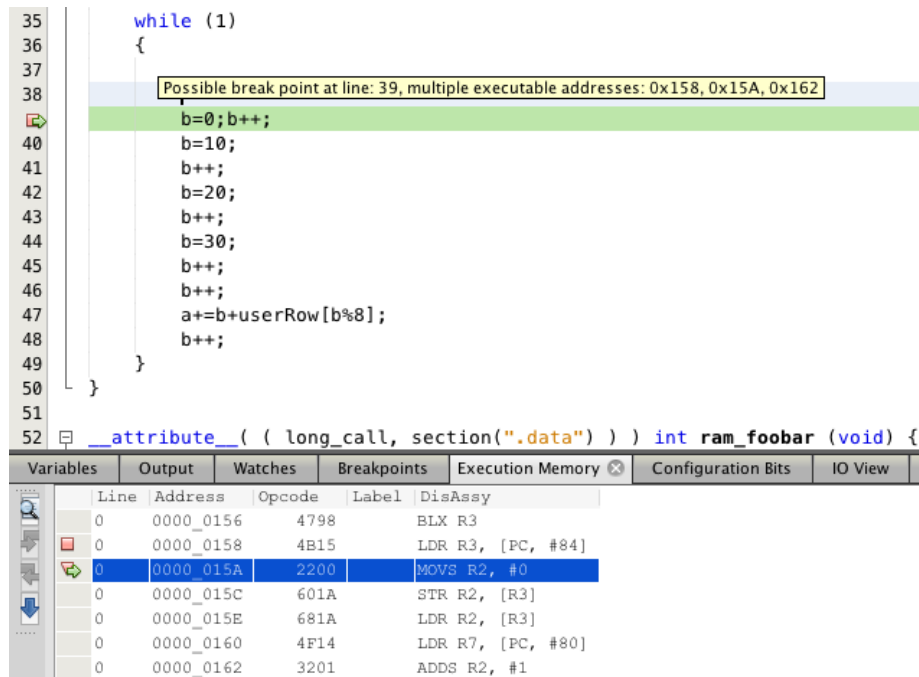 35 while (1)
36 {
37
Possible break point at line: 39, multiple executable addresses: 0x158, 0x15A, 0x162
38
b=0;b++;
40 b=10;
41 b++;
42 b=20;
43 b++;
44 b=30;
45 b++;
46 b++;
47 a+=b+userRow[b%8];
48 b++;
49 }
50 }
51
52 __attribute__( ( long_call, section(".data") ) ) int ram_foobar (void) {
Variables Output Watches Breakpoints Execution Memory Configuration Bits IO View
Line Address Opcode Label DisAssy
0 0000_0156 4798 BLX R3
0 0000_0158 4B15 LDR R3, [PC, #84]
0 0000_015A 2200 MOVS R2, #0
0 0000_015C 601A STR R2, [R3]
0 0000_015E 681A LDR R2, [R3]
0 0000_0160 4F14 LDR R7, [PC, #80]
0 0000_0162 3201 ADDS R2, #1